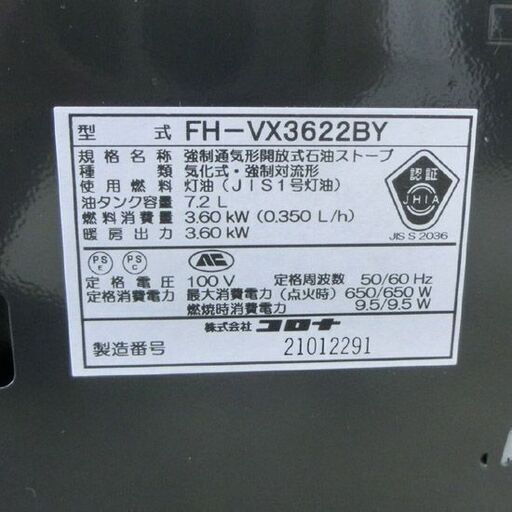 型式 FH-VX3622BY
規格名称 強制通気形開放式石油ストーブ
種類 気化式・強制対流形
使用燃料 灯油（JIS1号灯油）
油タンク容量 7.2 L
燃料消費量 3.60 kW (0.350 L/h)
暖房出力 3.60 kW
認証
JHIA
JIS S 2036
PS E
PS C
定格電圧 100 V 定格周波数 50/60 Hz
定格消費電力 最大消費電力（点火時）650/650 W
燃焼時消費電力 9.5/9.5 W
株式会社 コロナ
製造番号 21012291